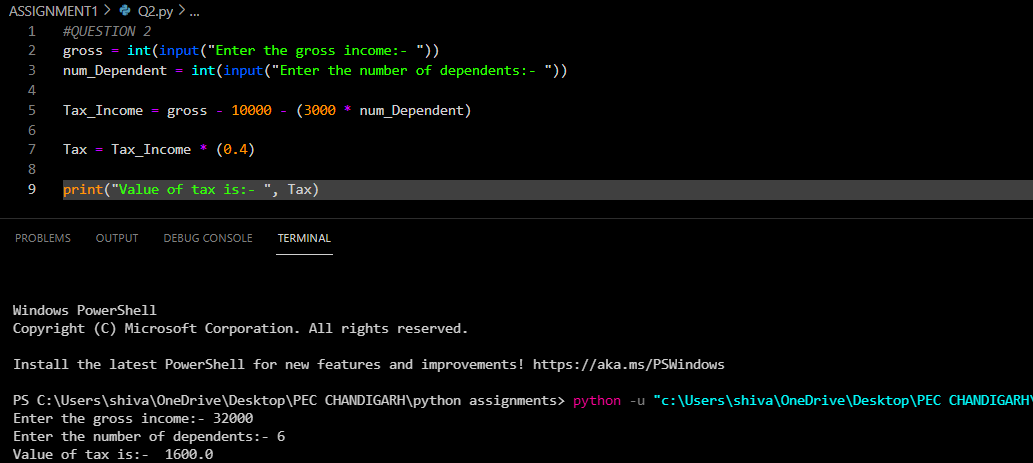 ASSIGNMENT1 > Q2.py > ...
1 #QUESTION 2
2 gross = int(input("Enter the gross income:- "))
3 num_Dependent = int(input("Enter the number of dependents:- "))
4
5 Tax_Income = gross - 10000 - (3000 * num_Dependent)
6
7 Tax = Tax_Income * (0.4)
8
9 print("Value of tax is:- ", Tax)
PROBLEMS OUTPUT DEBUG CONSOLE TERMINAL
Windows PowerShell
Copyright (C) Microsoft Corporation. All rights reserved.
Install the latest PowerShell for new features and improvements! https://aka.ms/PSWindows
PS C:\Users\shiva\OneDrive\Desktop\PEC CHANDIGARH\python assignments> python -u "c:\Users\shiva\OneDrive\Desktop\PEC CHANDIGARH\
Enter the gross income:- 32000
Enter the number of dependents:- 6
Value of tax is:-  1600.0